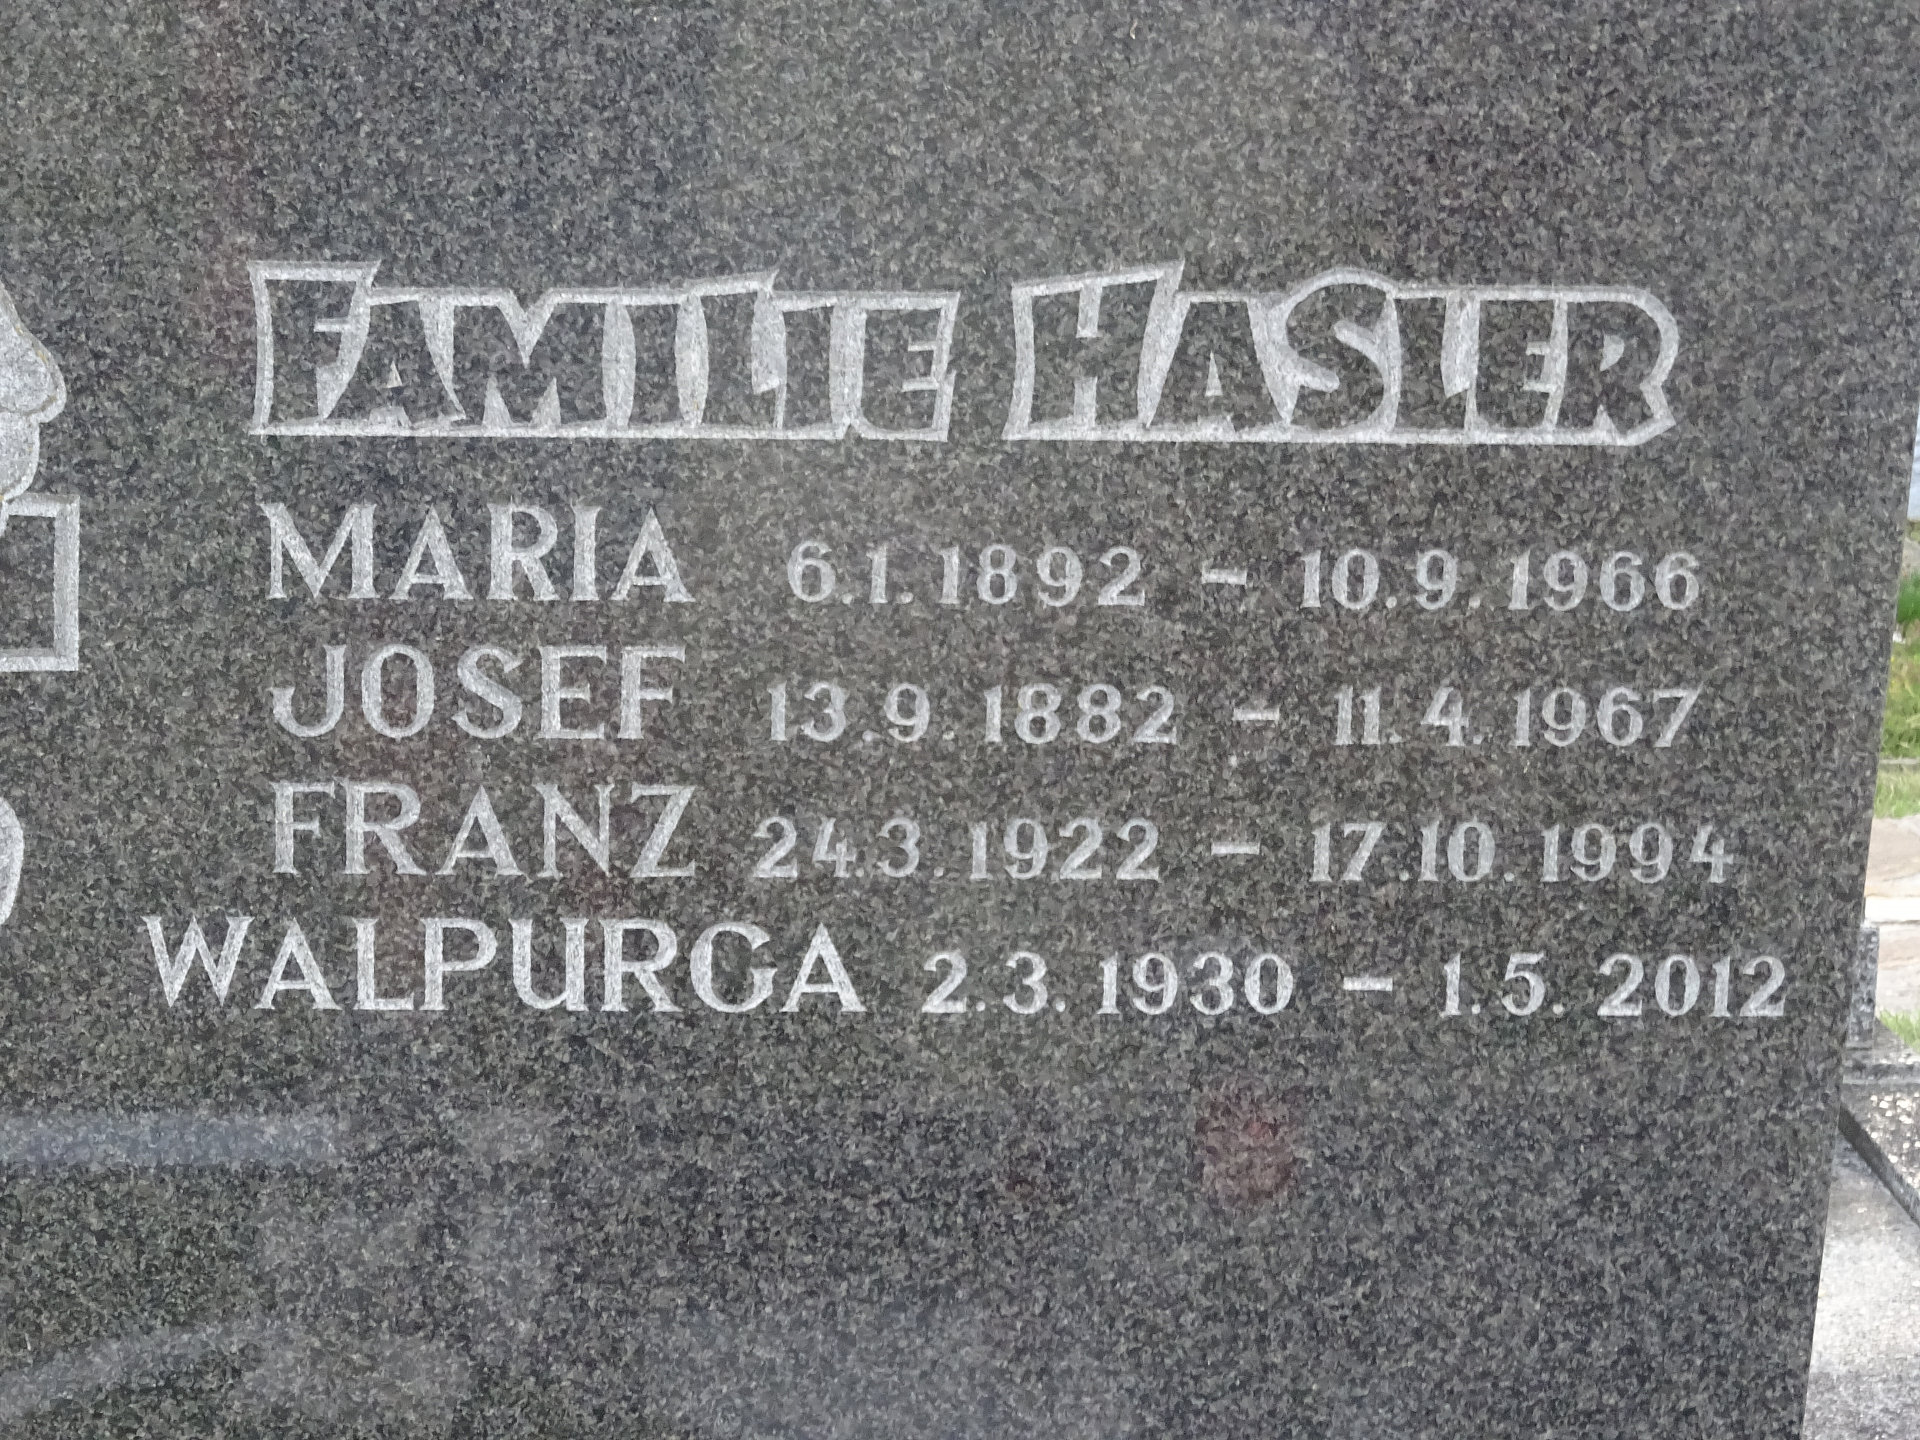 FAMILIE HASLER
MARIA 6.1.1892 - 10.9.1966
JOSEF 13.9.1882 - 11.4.1967
FRANZ 24.3.1922 - 17.10.1994
WALPURGA 2.3.1930 - 1.5.2012